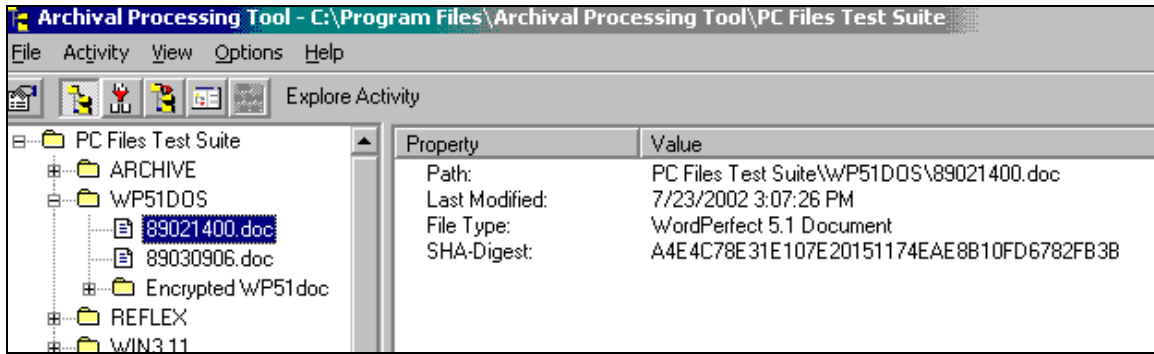 Archival Processing Tool - C:\Program Files\Archival Processing Tool\PC Files Test Suite
File Activity View Options Help
Explore Activity
PC Files Test Suite
ARCHIVE
WP51DOS
89021400.doc
89030906.doc
Encrypted WP51doc
REFLEX
WIN3.11
Property Value
Path: PC Files Test Suite\WP51DOS\89021400.doc
Last Modified: 7/23/2002 3:07:26 PM
File Type: WordPerfect 5.1 Document
SHA-Digest: A4E4C78E31E107E20151174EAE8B10FD6782FB3B